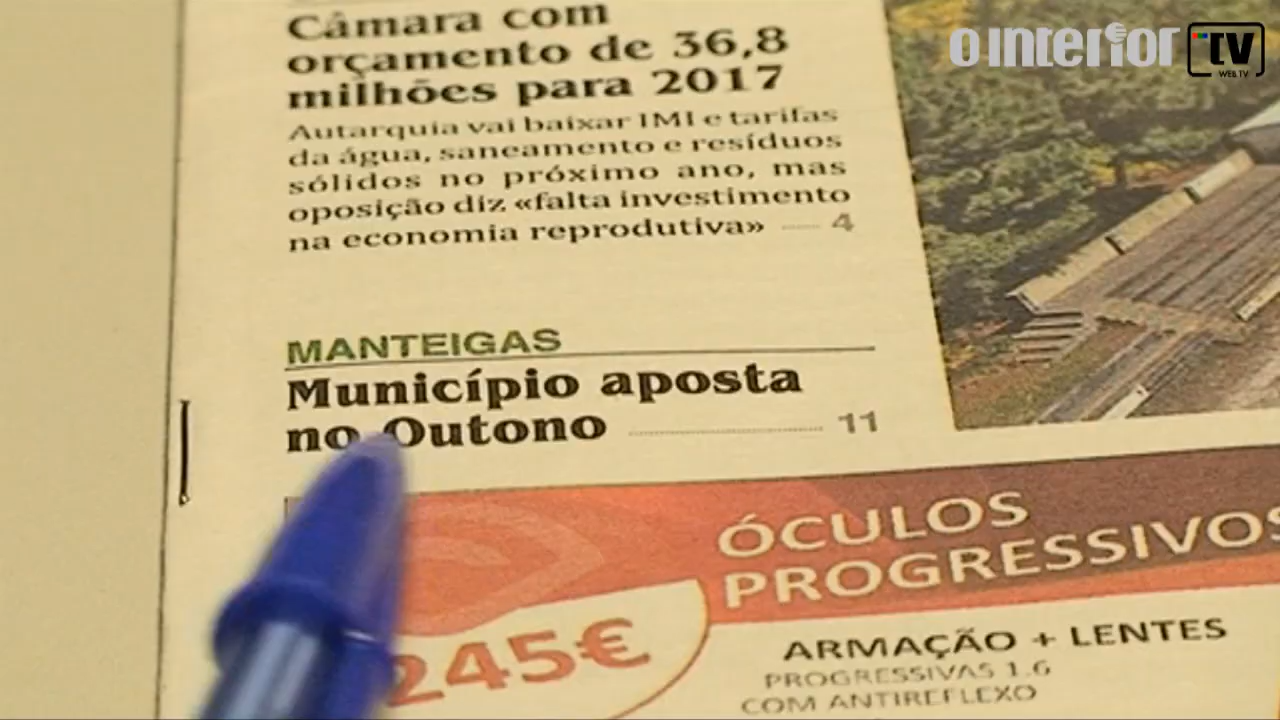 Câmara com
orçamento de 36,8
milhões para 2017
Autarquia vai baixar IMI e tarifas
da água, saneamento e resíduos
sólidos no próximo ano, mas
oposição diz «falta investimento
na economia reprodutiva» 4
MANTEIGAS
Município aposta
no Outono 11
ÓCULOS
PROGRESSIVOS
245€
ARMAÇÃO + LENTES
PROGRESSIVAS 1.6
COM ANTIREFLEXO
O INTERIOR TV
WEB TV